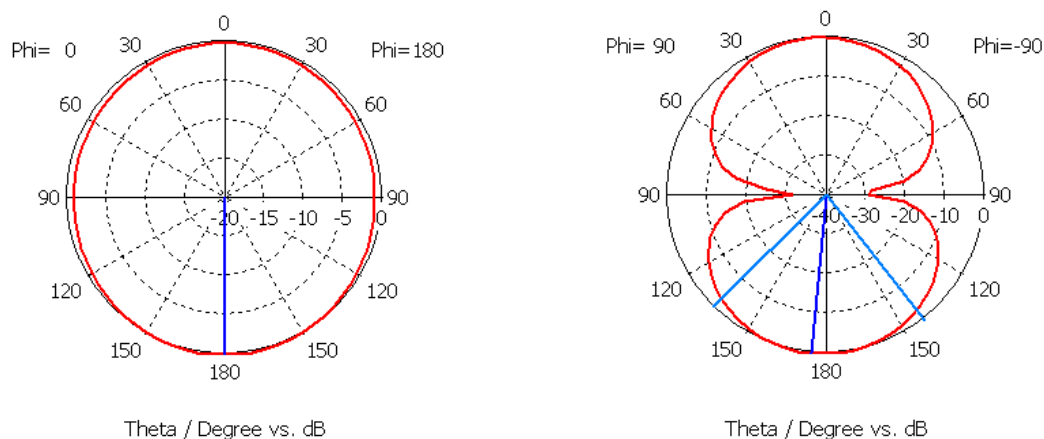 0
Phi= 0 30 30 Phi=180
60 60
90 -20 -15 -10 -5 0 90
120 120
150 150
180
Theta / Degree vs. dB
0
Phi= 90 30 30 Phi=-90
60 60
90 -40 -30 -20 -10 0 90
120 120
150 150
180
Theta / Degree vs. dB